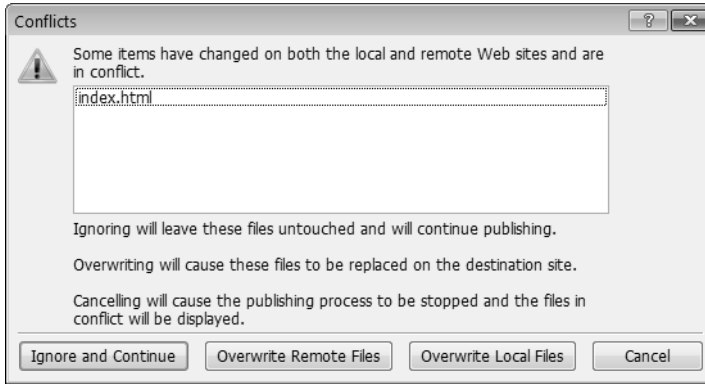 Conflicts
Some items have changed on both the local and remote Web sites and are
in conflict.
index.html
Ignoring will leave these files untouched and will continue publishing.
Overwriting will cause these files to be replaced on the destination site.
Cancelling will cause the publishing process to be stopped and the files in
conflict will be displayed.
Ignore and Continue Overwrite Remote Files Overwrite Local Files Cancel